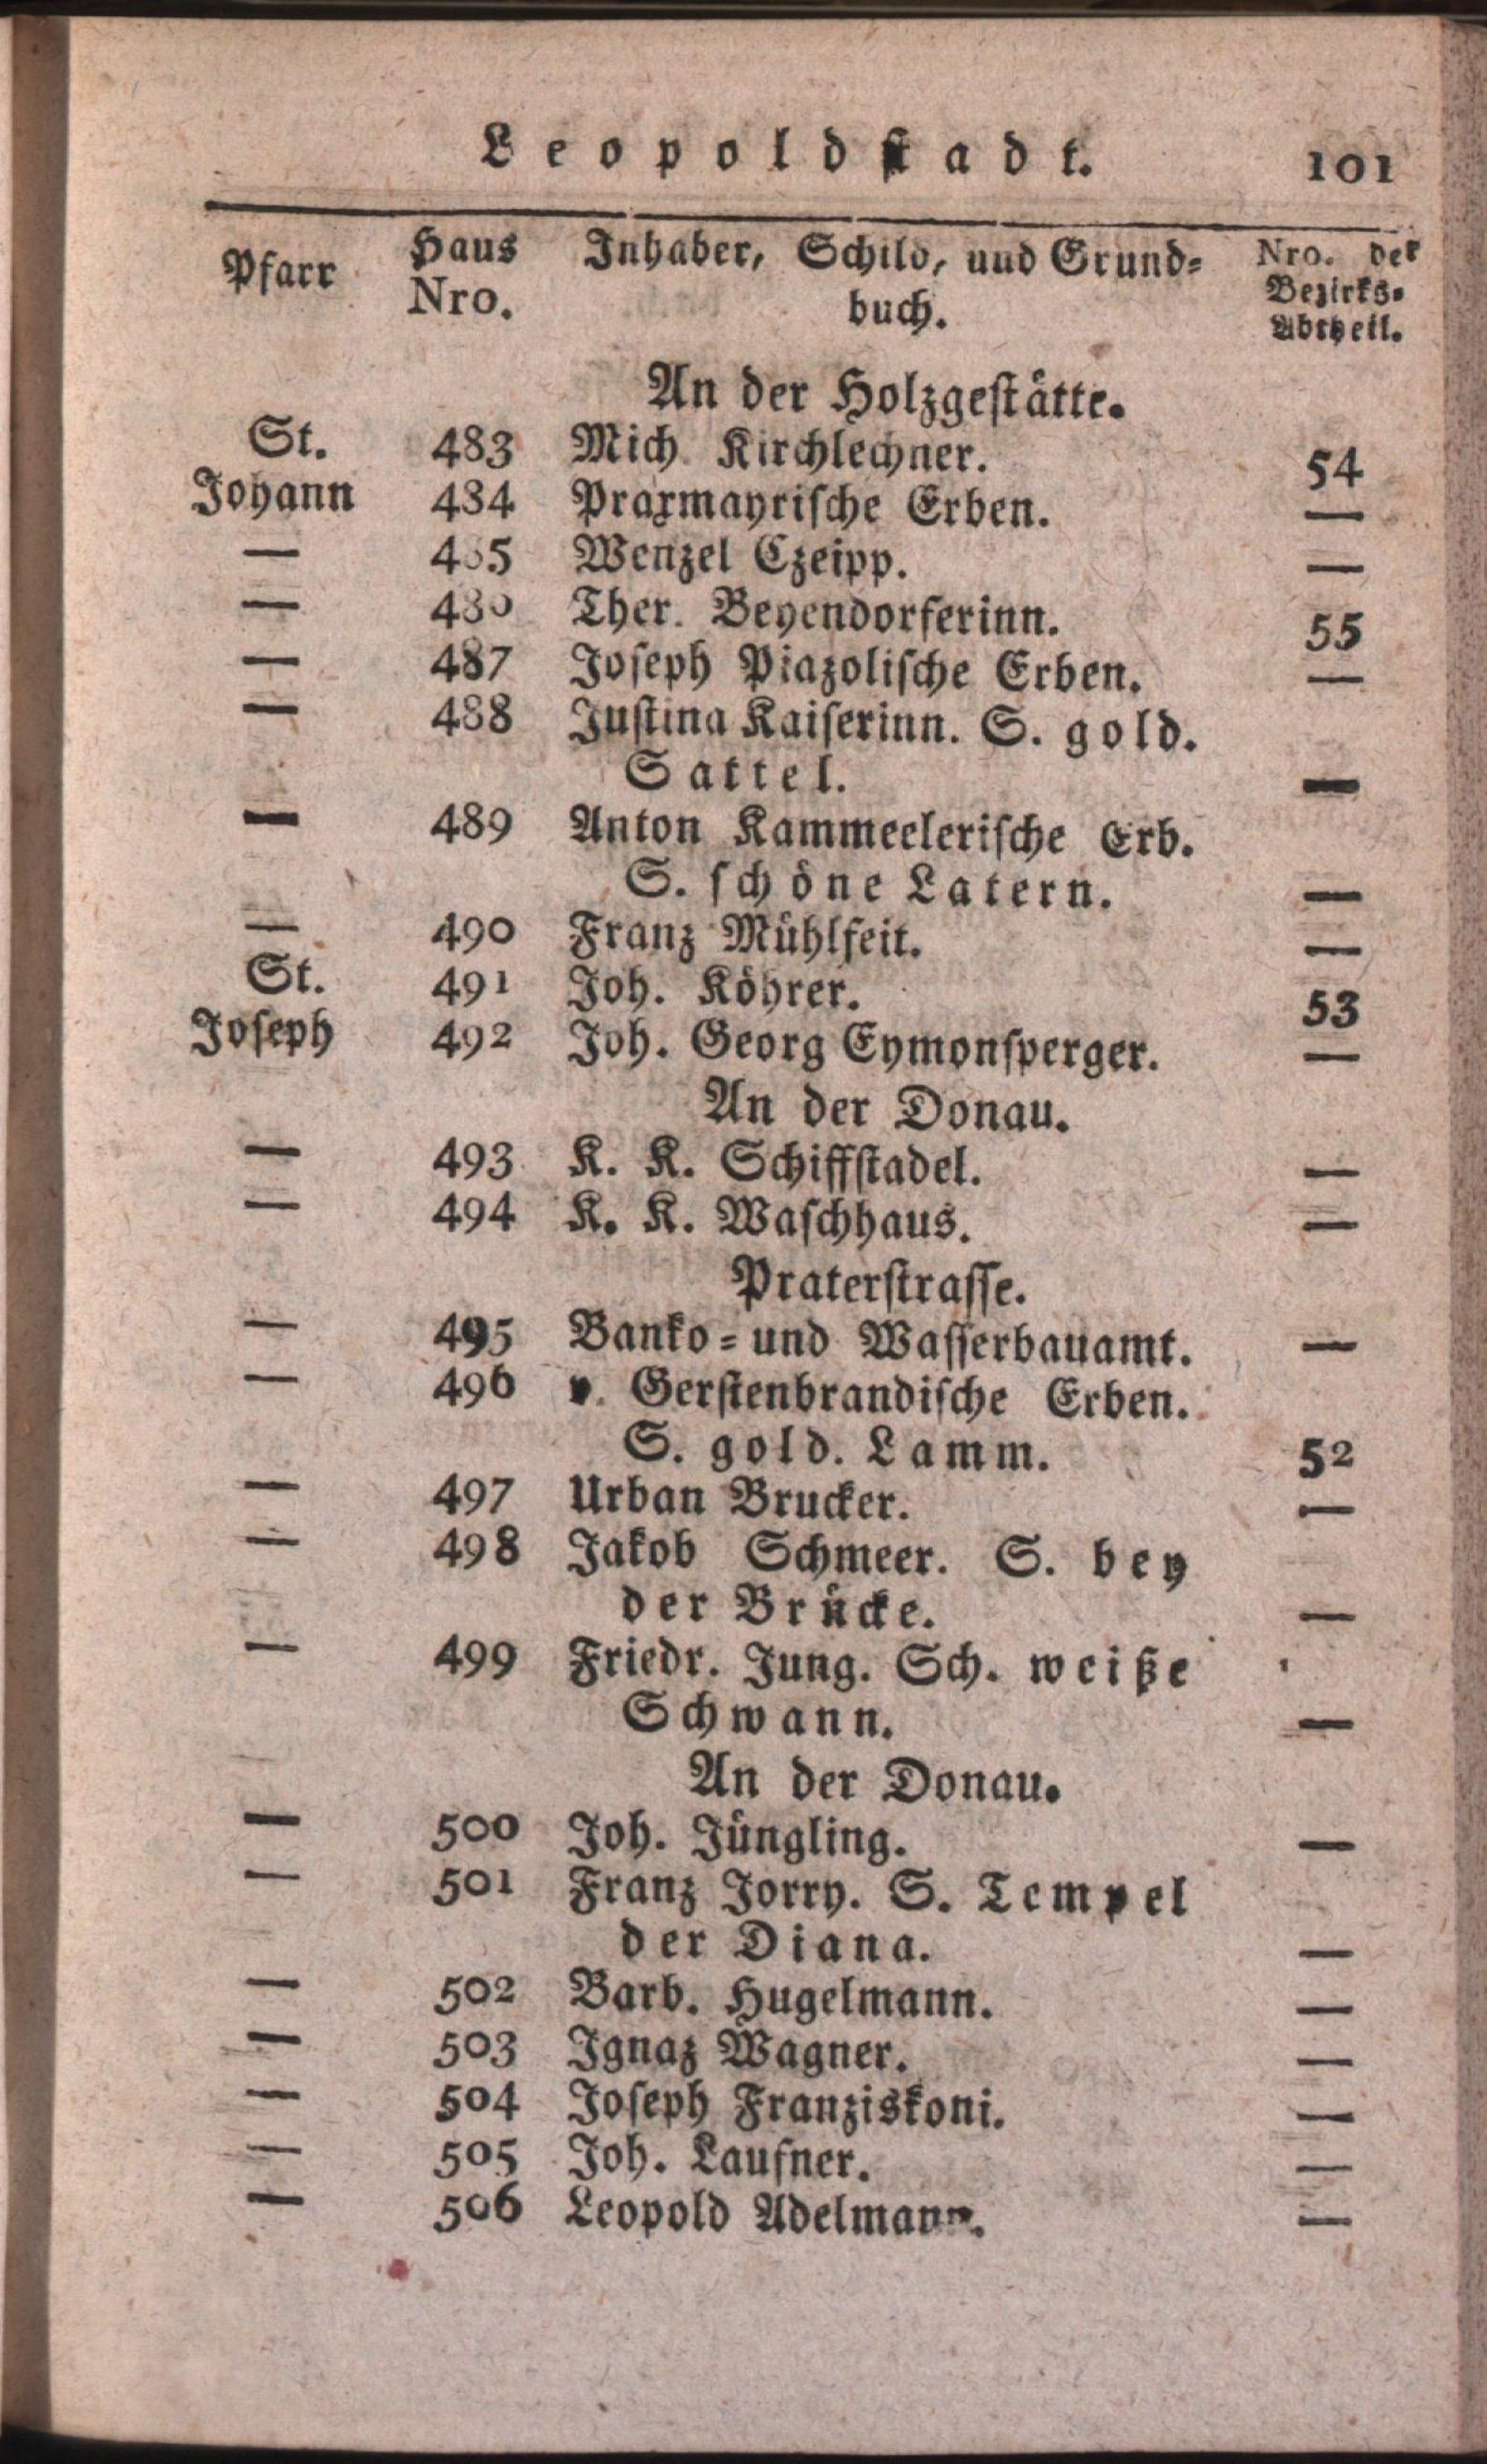 Leopoldstadt. 101
Pfarr Haus Nro. Inhaber, Schild, und Grund= buch. Nro. der Bezirks= Abtheil.
An der Holzgestätte.
St. 483 Mich. Kirchlechner. 54
Johann 484 Praxmayrische Erben. —
— 485 Wenzel Czeipp. —
— 486 Ther. Beyendorferinn. 55
— 487 Joseph Piazolische Erben. —
— 488 Justina Kaiserinn. S. gold.
Sattel. —
— 489 Anton Kammeelerische Erb.
S. schöne Latern. —
— 490 Franz Mühlfeit. —
St. 491 Joh. Köhrer. 53
Joseph 492 Joh. Georg Eymonsperger. —
An der Donau.
— 493 K. K. Schiffstadel. —
— 494 K. K. Waschhaus. —
Praterstrasse.
— 495 Banko= und Wasserbauamt. —
— 496 v. Gerstenbrandische Erben.
S. gold. Lamm. 52
— 497 Urban Brucker. —
— 498 Jakob Schmeer. S. bey
der Brücke. —
— 499 Friedr. Jung. Sch. weiße
Schwann. —
An der Donau.
— 500 Joh. Jüngling. —
— 501 Franz Jorry. S. Tempel
der Diana. —
— 502 Barb. Hugelmann. —
— 503 Ignaz Wagner. —
— 504 Joseph Franziskoni. —
— 505 Joh. Laufner. —
— 506 Leopold Adelmann. —